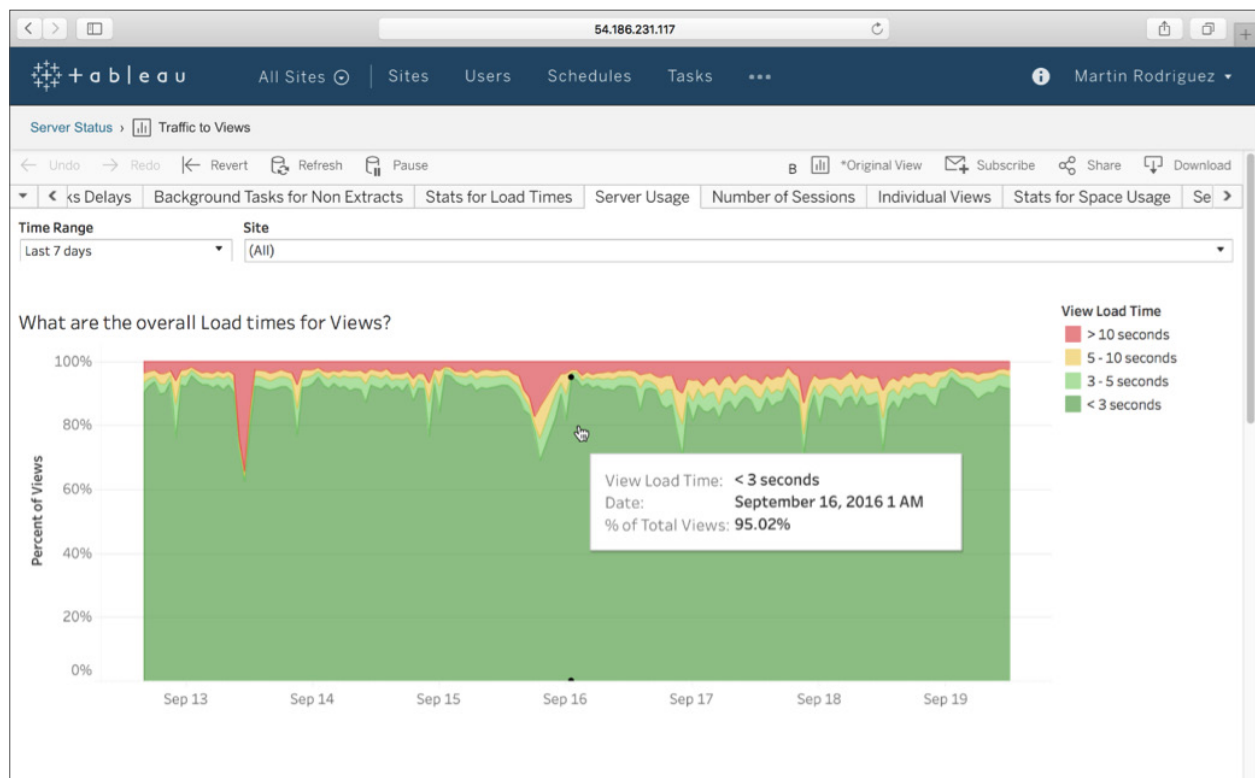 54.186.231.117
+ableau All Sites Sites Users Schedules Tasks ••• Martin Rodriguez
Server Status › Traffic to Views
Undo Redo Revert Refresh Pause B *Original View Subscribe Share Download
ks Delays Background Tasks for Non Extracts Stats for Load Times Server Usage Number of Sessions Individual Views Stats for Space Usage Se
Time Range Site
Last 7 days (All)
What are the overall Load times for Views?
View Load Time
> 10 seconds
5 - 10 seconds
3 - 5 seconds
< 3 seconds
Percent of Views
100%
80%
60%
40%
20%
0%
View Load Time: < 3 seconds
Date: September 16, 2016 1 AM
% of Total Views: 95.02%
Sep 13 Sep 14 Sep 15 Sep 16 Sep 17 Sep 18 Sep 19